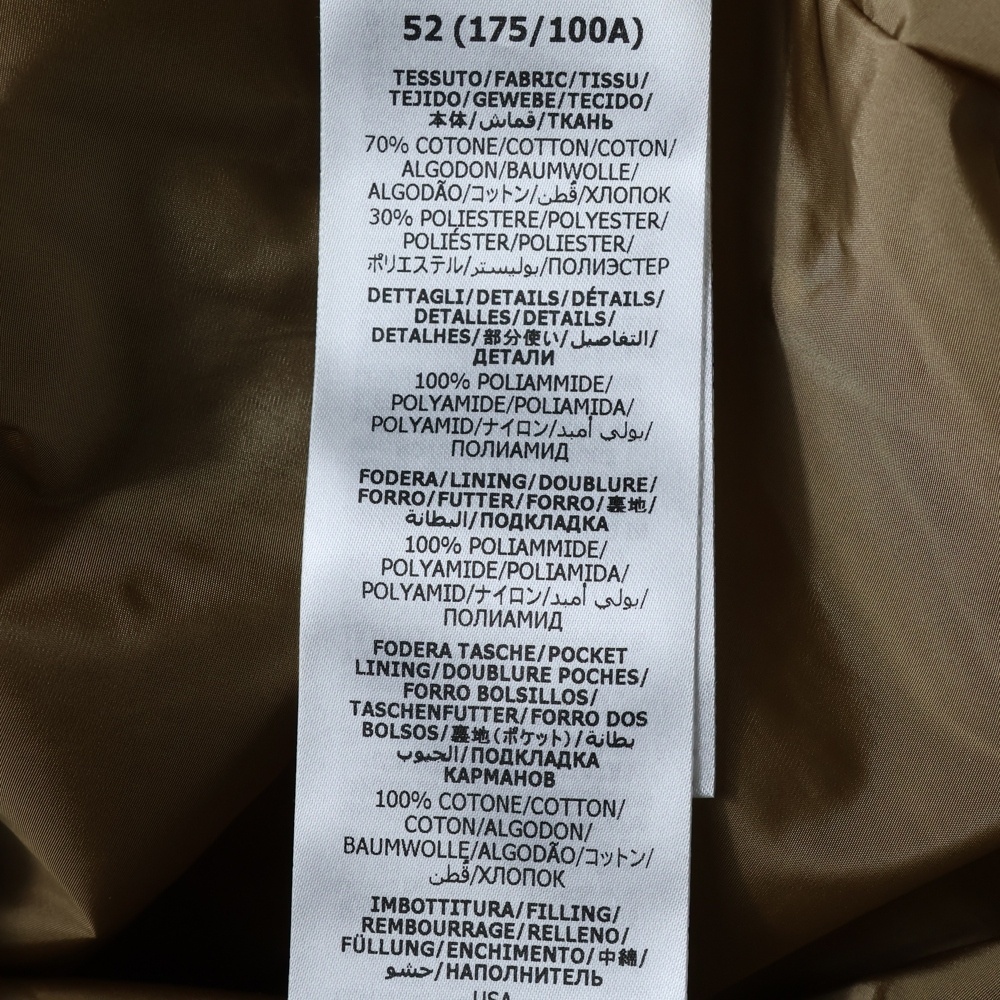 52 (175/100A)
TESSUTO/FABRIC/TISSU/
TEJIDO/GEWEBE/TECIDO/
本体/قماش/ТКАНЬ
70% COTONE/COTTON/COTON/
ALGODON/BAUMWOLLE/
ALGODÃO/コットン/قطن/ХЛОПОК
30% POLIESTERE/POLYESTER/
POLIÉSTER/POLIESTER/
ポリエステル/بوليستر/ПОЛИЭСТЕР
DETTAGLI/DETAILS/DÉTAILS/
DETALLES/DETAILS/
DETALHES/部分使い/التفاصيل/
ДЕТАЛИ
100% POLIAMMIDE/
POLYAMIDE/POLIAMIDA/
POLYAMID/ナイロン/بولي أميد/
ПОЛИАМИД
FODERA/LINING/DOUBLURE/
FORRO/FUTTER/FORRO/裏地/
البطانة/ПОДКЛАДКА
100% POLIAMMIDE/
POLYAMIDE/POLIAMIDA/
POLYAMID/ナイロン/بولي أميد/
ПОЛИАМИД
FODERA TASCHE/POCKET
LINING/DOUBLURE POCHES/
FORRO BOLSILLOS/
TASCHENFUTTER/FORRO DOS
BOLSOS/裏地(ポケット)/بطانة
الجيوب/ПОДКЛАДКА
КАРМАНОВ
100% COTONE/COTTON/
COTON/ALGODON/
BAUMWOLLE/ALGODÃO/コットン/
قطن/ХЛОПОК
IMBOTTITURA/FILLING/
REMBOURRAGE/RELLENO/
FÜLLUNG/ENCHIMENTO/中綿/
حشو/НАПОЛНИТЕЛЬ
USA